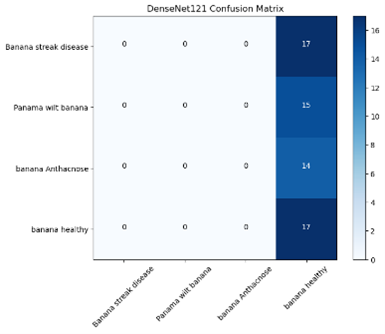 DenseNet121 Confusion Matrix
Banana streak disease 0 0 0 17
Panama wilt banana 0 0 0 15
banana Anthacnose 0 0 0 14
banana healthy 0 0 0 17
Banana streak disease
Panama wilt banana
banana Anthacnose
banana healthy
16
14
12
10
8
6
4
2
0